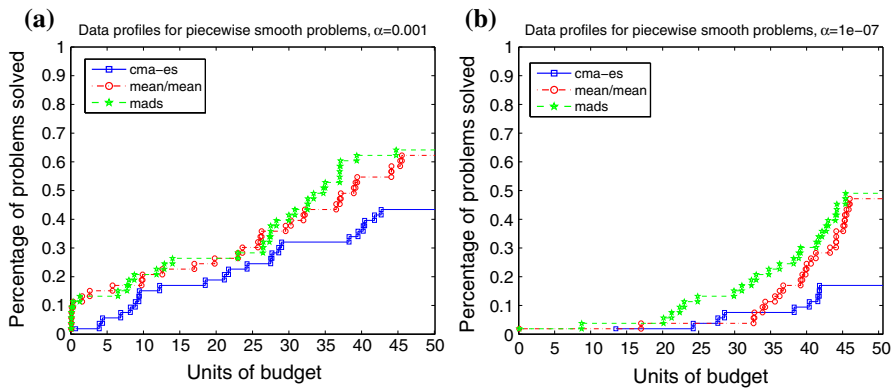 (a)
Data profiles for piecewise smooth problems, α=0.001
Percentage of problems solved
1
0.9
0.8
0.7
0.6
0.5
0.4
0.3
0.2
0.1
0
cma-es
mean/mean
mads
0 5 10 15 20 25 30 35 40 45 50
Units of budget
(b)
Data profiles for piecewise smooth problems, α=1e-07
Percentage of problems solved
1
0.9
0.8
0.7
0.6
0.5
0.4
0.3
0.2
0.1
0
cma-es
mean/mean
mads
0 5 10 15 20 25 30 35 40 45 50
Units of budget